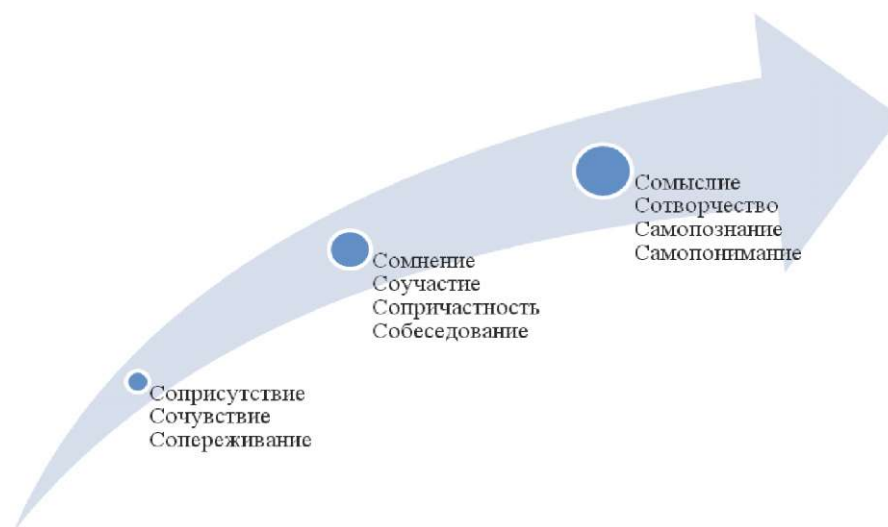 Соприсутствие
Сочувствие
Сопереживание
Сомнение
Соучастие
Сопричастность
Собеседование
Сомыслие
Сотворчество
Самопознание
Самопонимание